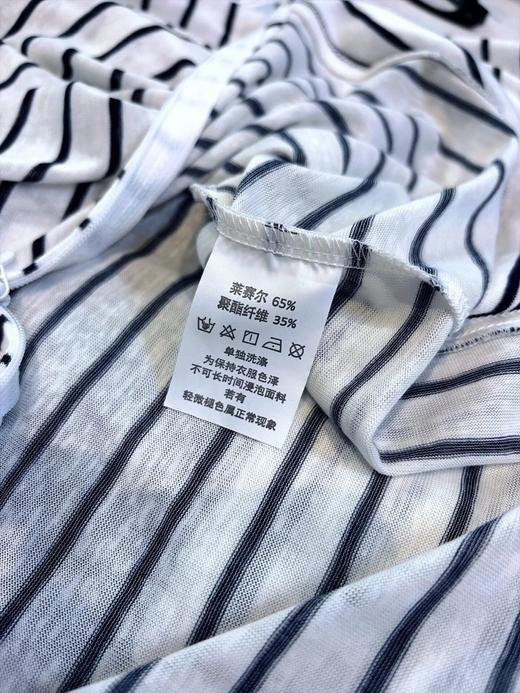 莱赛尔 65%
聚酯纤维 35%
单独洗涤
为保持衣服色泽
不可长时间浸泡面料
若有
轻微褪色属正常现象